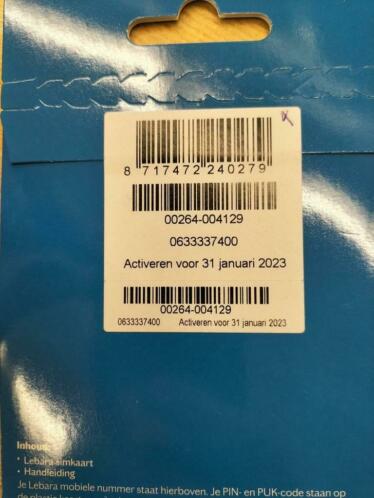 8 717472 240279
00264-004129
0633337400
Activeren voor 31 januari 2023
00264-004129
0633337400 Activeren voor 31 januari 2023
Inhoud:
• Lebara simkaart
• Handleiding
Je Lebara mobiele nummer staat hierboven. Je PIN- en PUK-code staan op